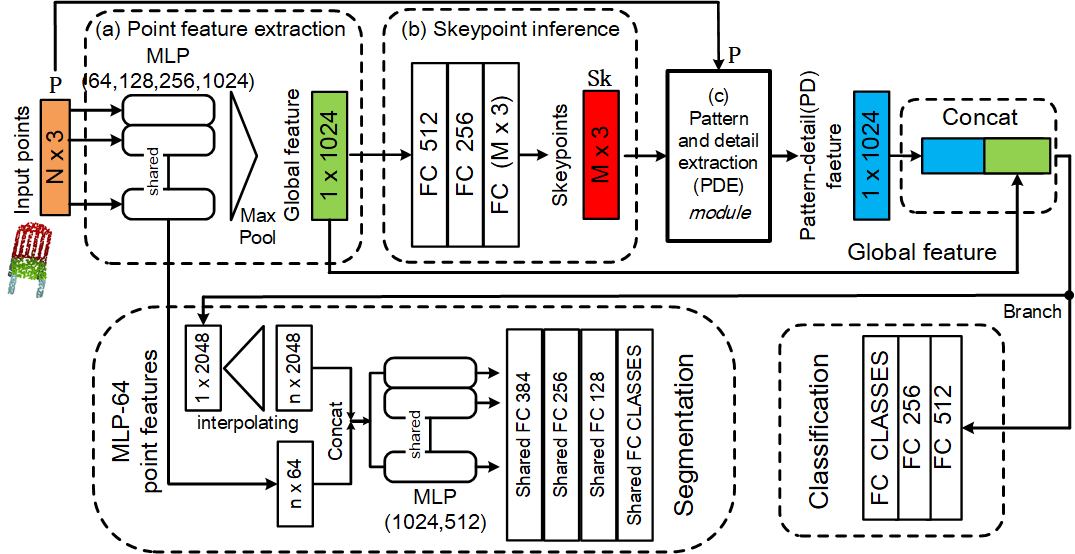 (a) Point feature extraction
MLP
(64,128,256,1024)
P
Input points
N x 3
shared
Max
Pool
Global feature
1 x 1024
(b) Skeypoint inference
FC 512
FC 256
FC (M x 3)
Skeypoints
Sk
M x 3
P
(c)
Pattern
and detail
extraction
(PDE)
module
Pattern-detail(PD)
faeture
1 x 1024
Concat
Global feature
Branch
MLP-64
point features
1 x 2048
interpolating
n x 2048
n x 64
Concat
shared
MLP
(1024,512)
Shared FC 384
Shared FC 256
Shared FC 128
Shared FC CLASSES
Segmentation
Classification
FC CLASSES
FC 256
FC 512